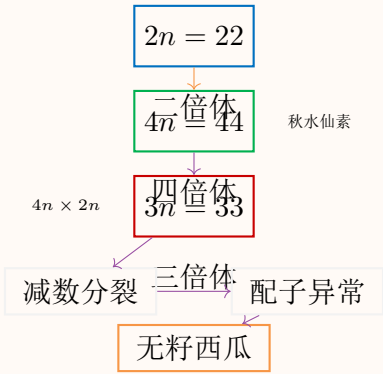 2n = 22
二倍体
4n = 44
秋水仙素
四倍体
4n × 2n
3n = 33
三倍体
减数分裂
配子异常
无籽西瓜